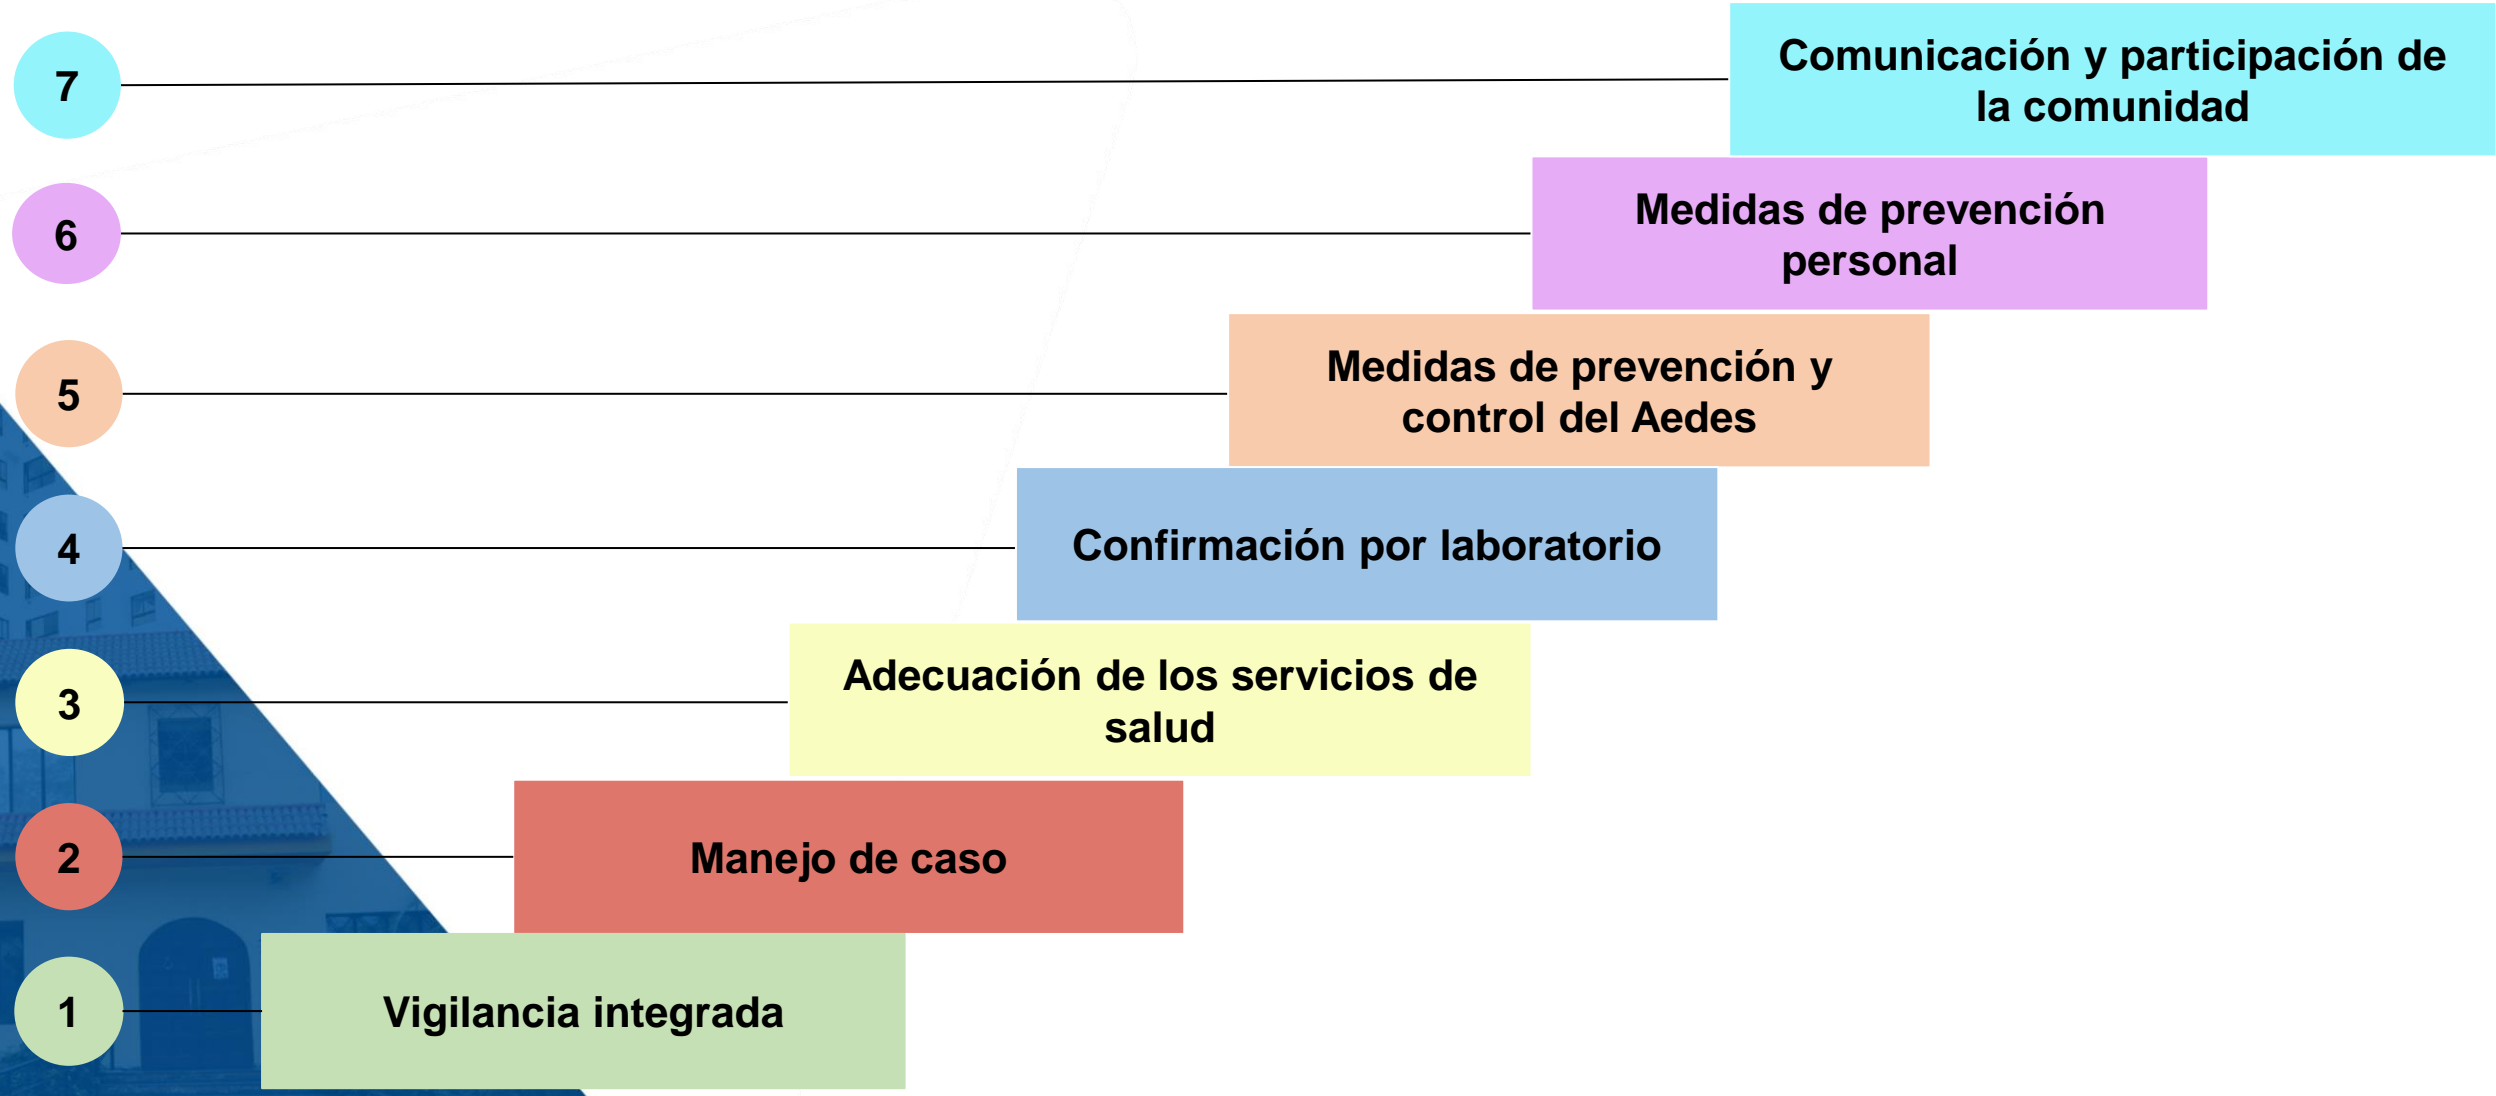 7
Comunicación y participación de
la comunidad
6
Medidas de prevención
personal
5
Medidas de prevención y
control del Aedes
4
Confirmación por laboratorio
3
Adecuación de los servicios de
salud
2
Manejo de caso
1
Vigilancia integrada